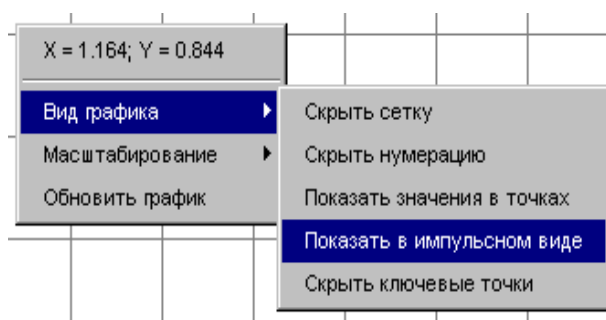 X = 1.164; Y = 0.844
Вид графика
Масштабирование
Обновить график
Скрыть сетку
Скрыть нумерацию
Показать значения в точках
Показать в импульсном виде
Скрыть ключевые точки